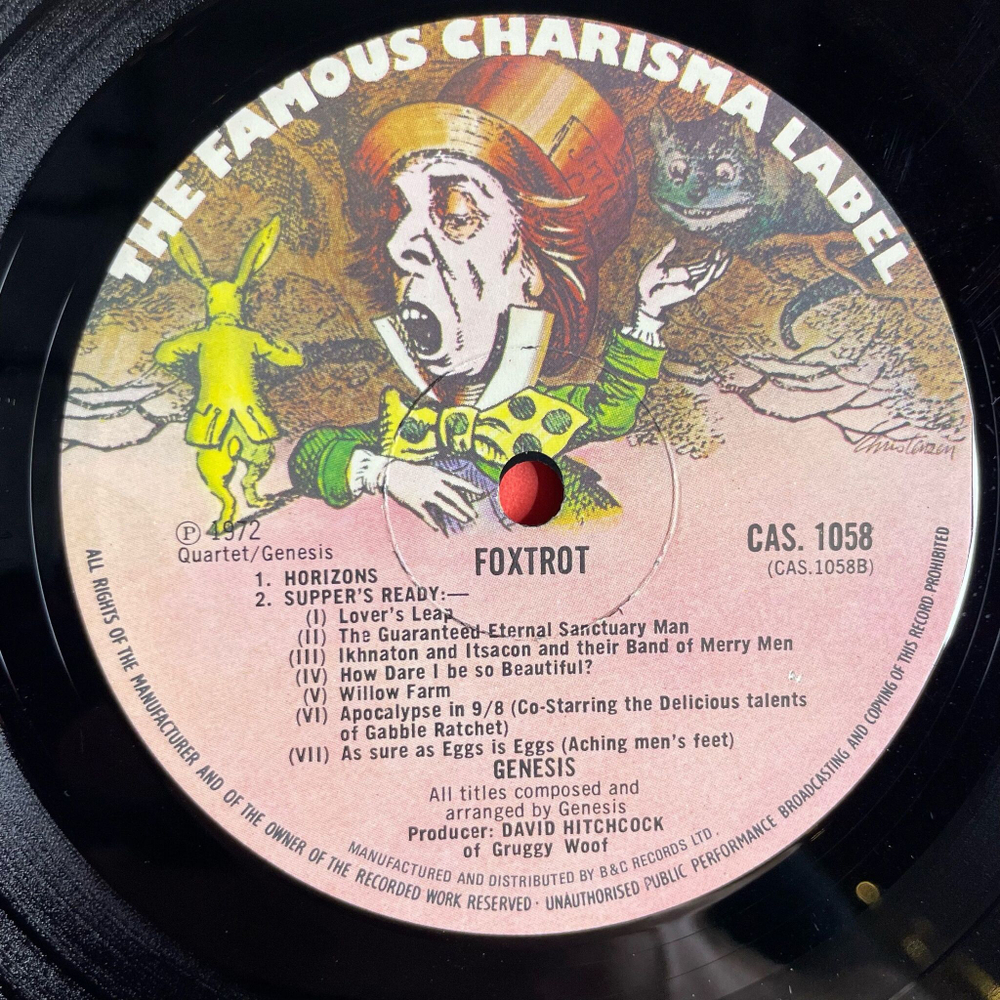 THE FAMOUS CHARISMA LABEL
Christensen
℗ 1972
Quartet/Genesis
FOXTROT
CAS. 1058
(CAS.1058B)
1. HORIZONS
2. SUPPER'S READY:—
(I) Lover's Leap
(II) The Guaranteed Eternal Sanctuary Man
(III) Ikhnaton and Itsacon and their Band of Merry Men
(IV) How Dare I be so Beautiful?
(V) Willow Farm
(VI) Apocalypse in 9/8 (Co-Starring the Delicious talents
of Gabble Ratchet)
(VII) As sure as Eggs is Eggs (Aching men's feet)
GENESIS
All titles composed and
arranged by Genesis
Producer: DAVID HITCHCOCK
of Gruggy Woof
MANUFACTURED AND DISTRIBUTED BY B&C RECORDS LTD.
ALL RIGHTS OF THE MANUFACTURER AND OF THE OWNER OF THE RECORDED WORK RESERVED · UNAUTHORISED PUBLIC PERFORMANCE BROADCASTING AND COPYING OF THIS RECORD PROHIBITED